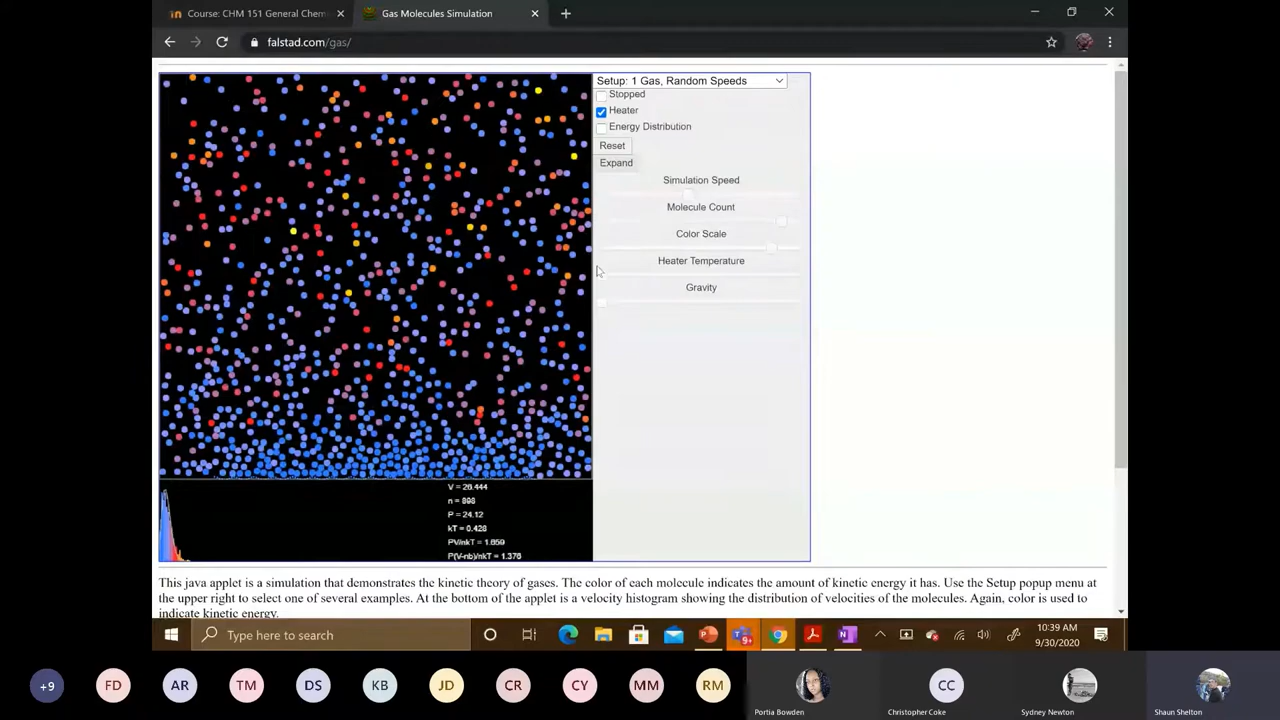 Course: CHM 151 General Chem
Gas Molecules Simulation
falstad.com/gas/
Setup: 1 Gas, Random Speeds
Stopped
Heater
Energy Distribution
Reset
Expand
Simulation Speed
Molecule Count
Color Scale
Heater Temperature
Gravity
V = 26.444
n = 898
P = 24.12
kT = 0.428
PV/nkT = 1.659
P(V-nb)/nkT = 1.376
This java applet is a simulation that demonstrates the kinetic theory of gases. The color of each molecule indicates the amount of kinetic energy it has. Use the Setup popup menu at
the upper right to select one of several examples. At the bottom of the applet is a velocity histogram showing the distribution of velocities of the molecules. Again, color is used to
indicate kinetic energy.
Type here to search
9+
10:39 AM
9/30/2020
+9
FD
AR
TM
DS
KB
JD
CR
CY
MM
RM
CC
Portia Bowden
Christopher Coke
Sydney Newton
Shaun Shelton